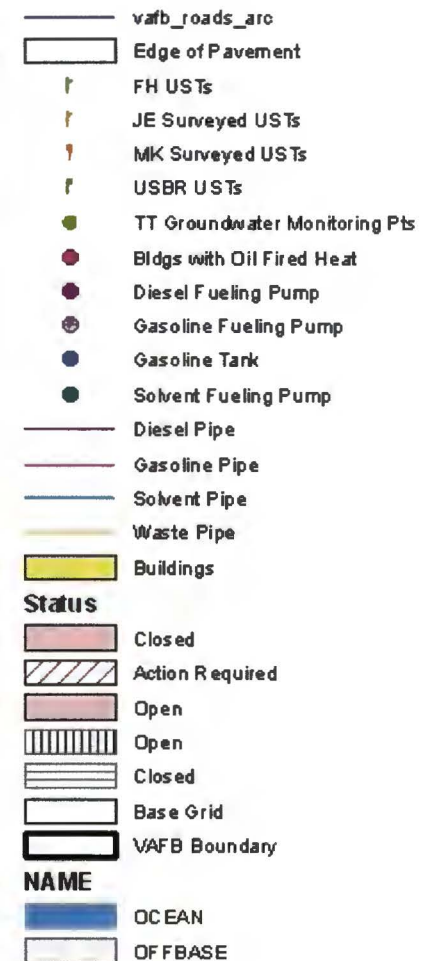 vafb_roads_arc
Edge of Pavement
FH USTs
JE Surveyed USTs
MK Surveyed USTs
USBR USTs
TT Groundwater Monitoring Pts
Bldgs with Oil Fired Heat
Diesel Fueling Pump
Gasoline Fueling Pump
Gasoline Tank
Solvent Fueling Pump
Diesel Pipe
Gasoline Pipe
Solvent Pipe
Waste Pipe
Buildings
Status
Closed
Action Required
Open
Open
Closed
Base Grid
VAFB Boundary
NAME
OCEAN
OFFBASE